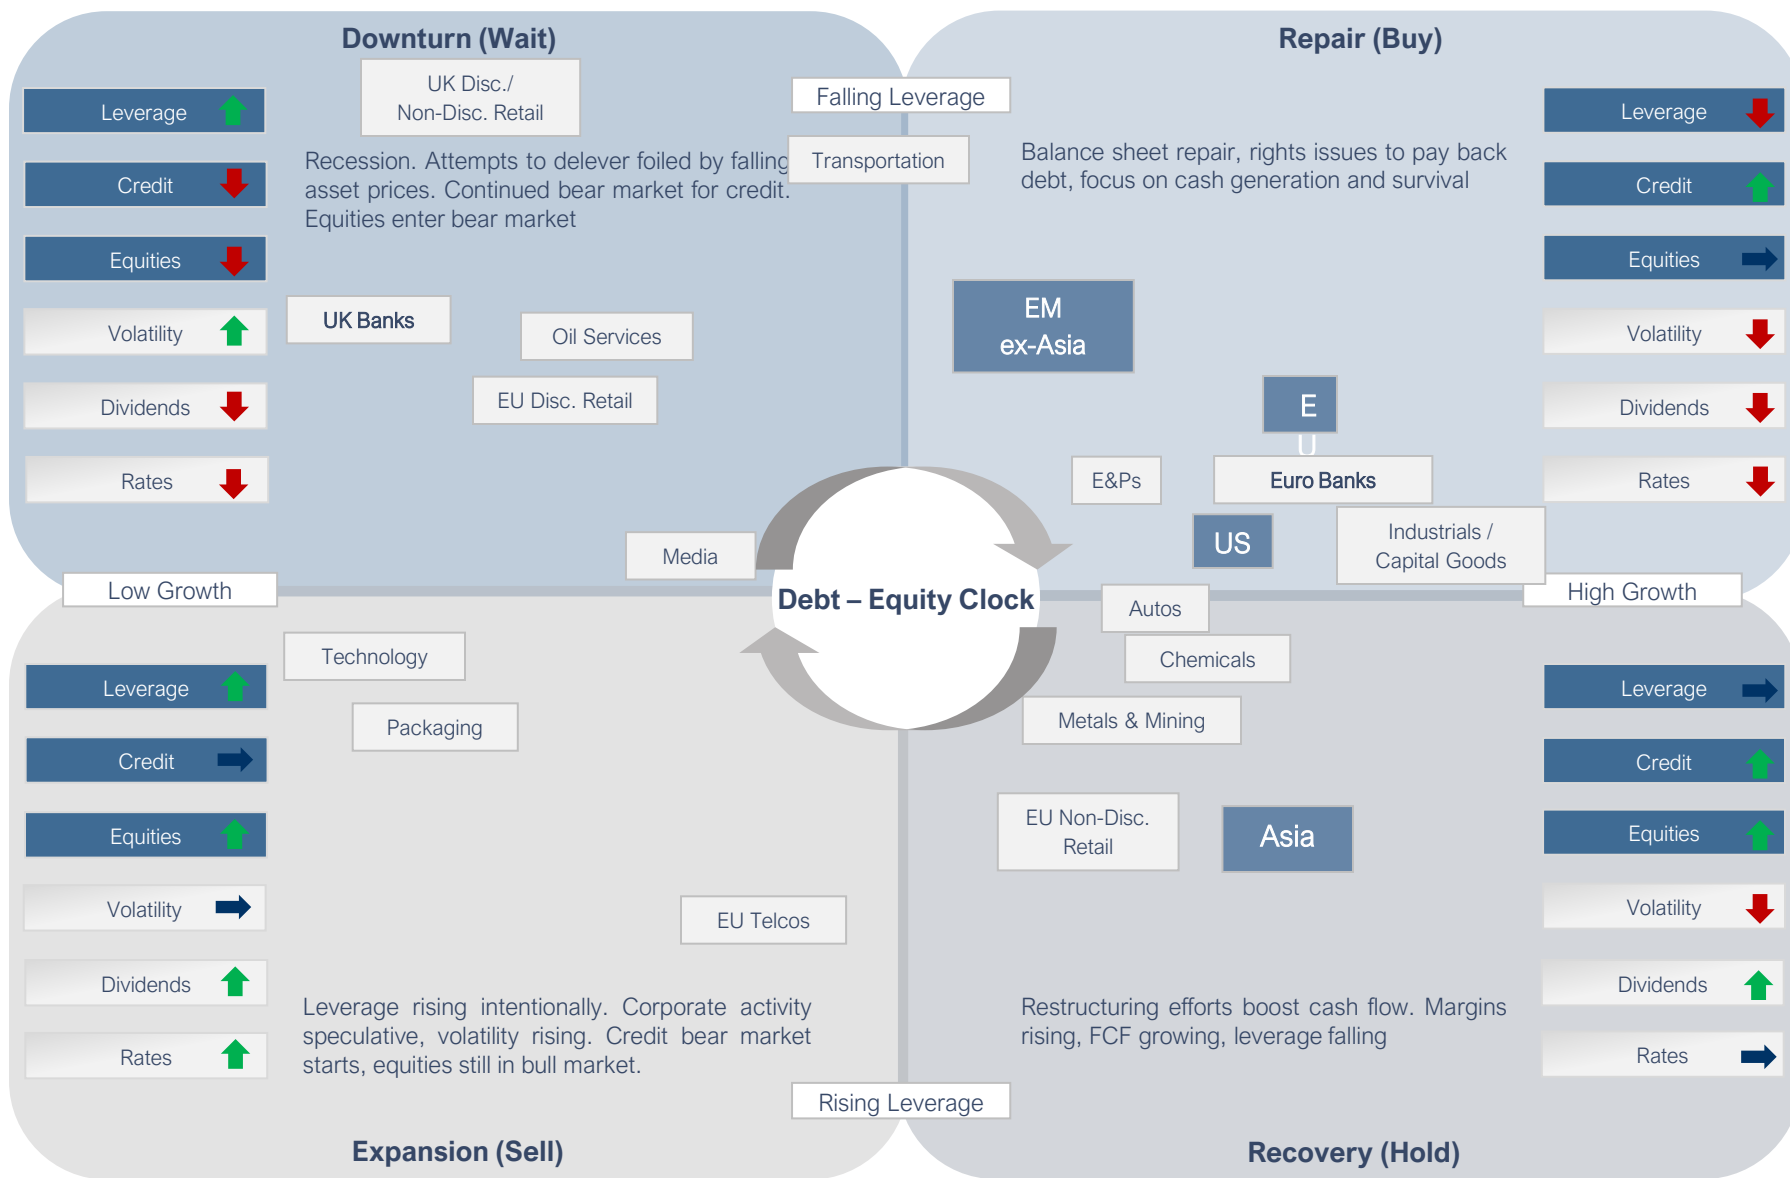 Downturn (Wait)
UK Disc./
Non-Disc. Retail
Leverage
Credit
Equities
Volatility
Dividends
Rates
Recession. Attempts to delever foiled by falling
asset prices. Continued bear market for credit.
Equities enter bear market
UK Banks
Oil Services
EU Disc. Retail
Media
Falling Leverage
Transportation
Repair (Buy)
Balance sheet repair, rights issues to pay back
debt, focus on cash generation and survival
Leverage
Credit
Equities
Volatility
Dividends
Rates
EM
ex-Asia
E
U
E&Ps
Euro Banks
US
Industrials /
Capital Goods
Low Growth
Debt – Equity Clock
High Growth
Autos
Chemicals
Metals & Mining
EU Non-Disc.
Retail
Asia
Technology
Packaging
EU Telcos
Leverage
Credit
Equities
Volatility
Dividends
Rates
Leverage rising intentionally. Corporate activity
speculative, volatility rising. Credit bear market
starts, equities still in bull market.
Expansion (Sell)
Rising Leverage
Leverage
Credit
Equities
Volatility
Dividends
Rates
Restructuring efforts boost cash flow. Margins
rising, FCF growing, leverage falling
Recovery (Hold)